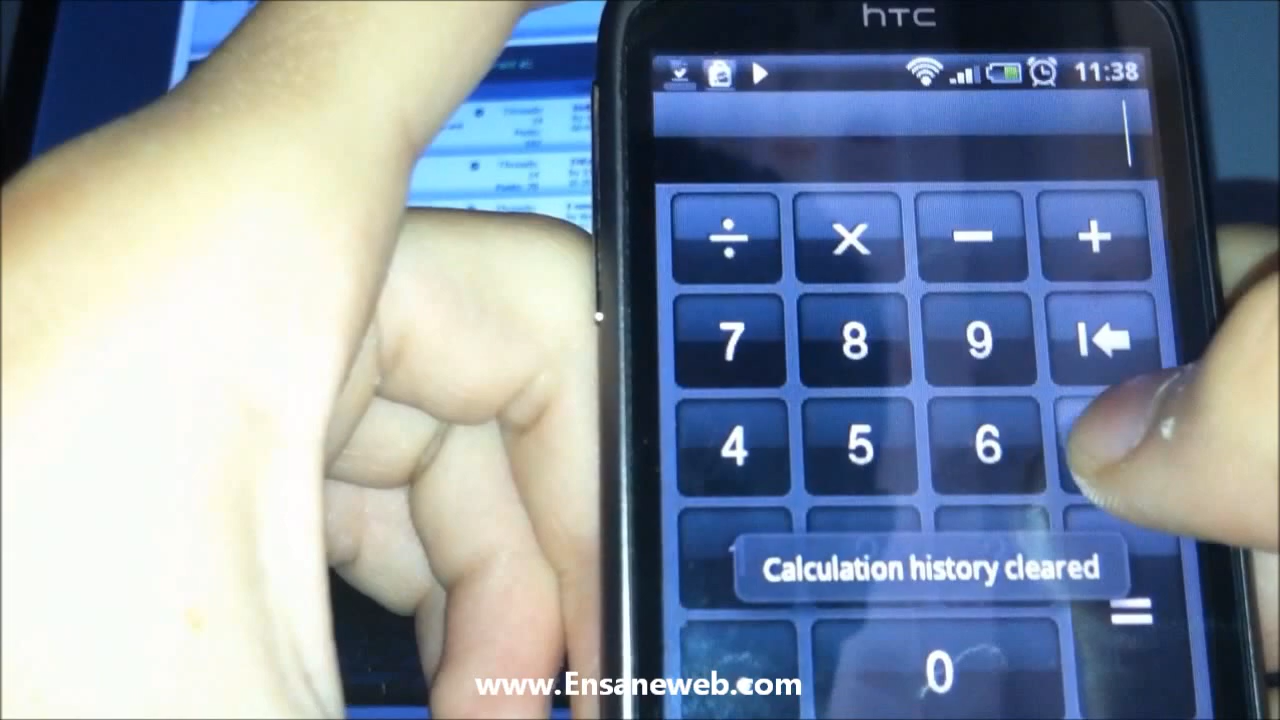 hTC
11:38
÷ × − +
7 8 9
4 5 6
Calculation history cleared
=
. 0
www.Ensaneweb.com